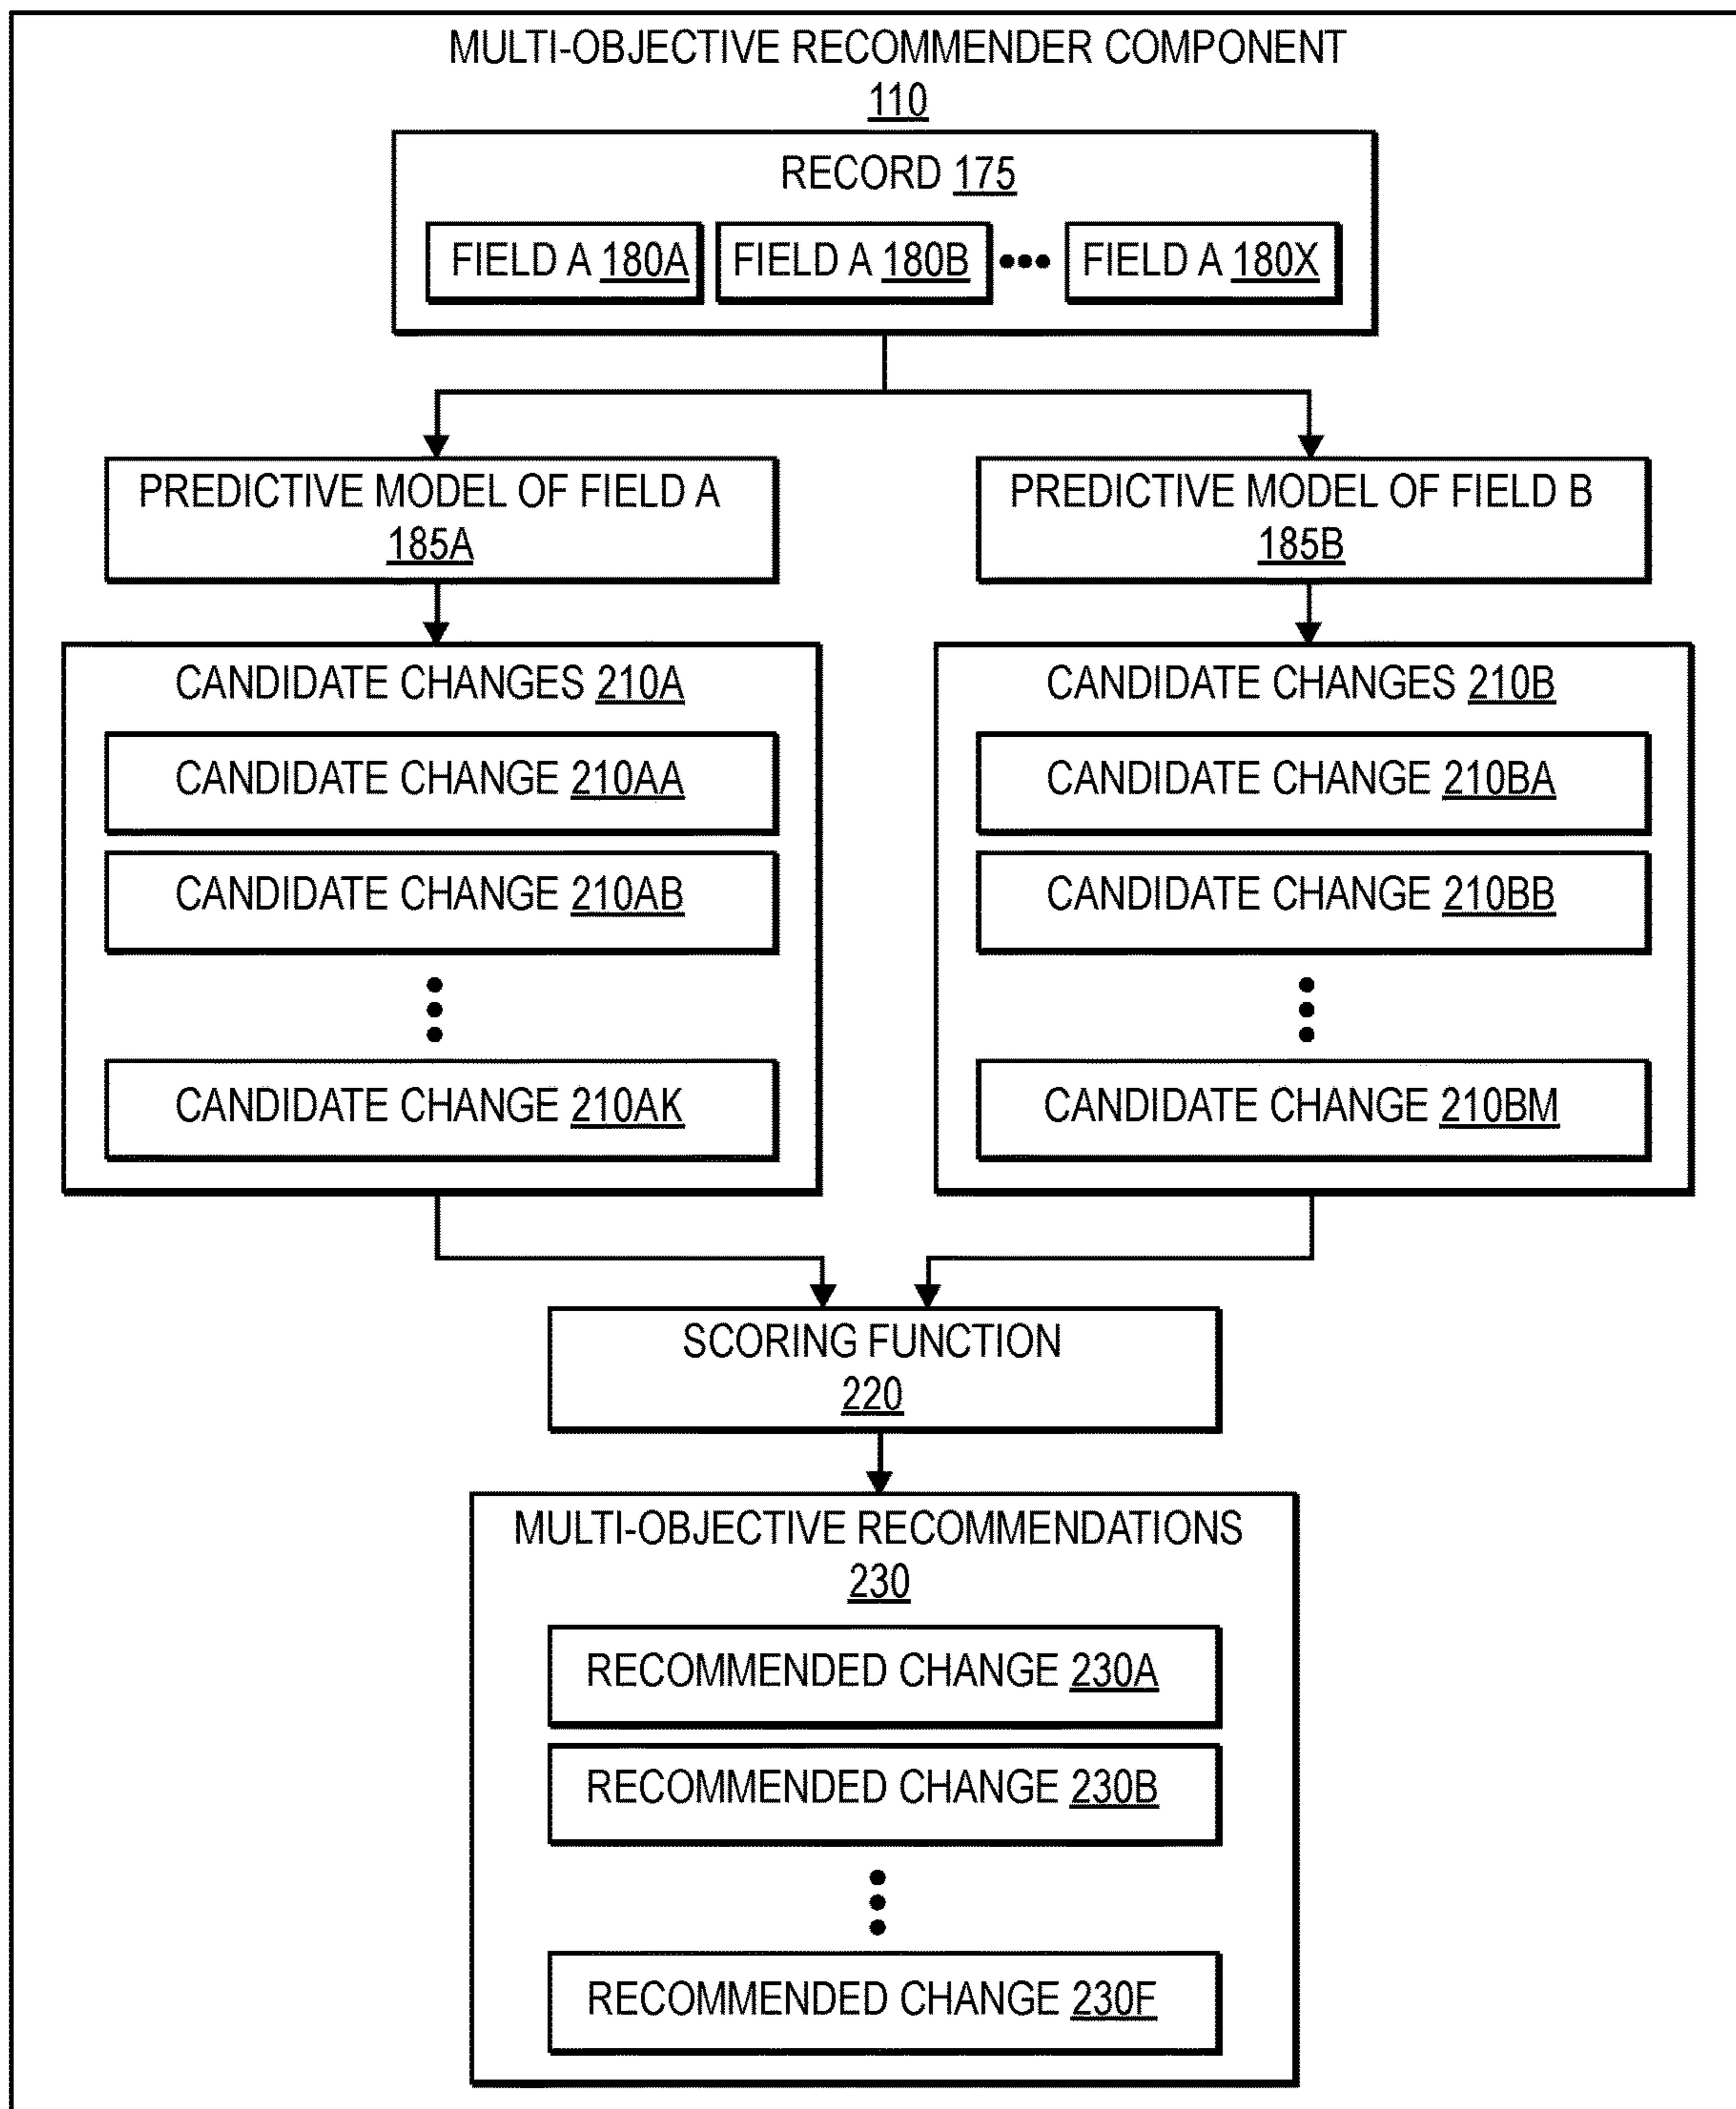 MULTI-OBJECTIVE RECOMMENDER COMPONENT
110
RECORD 175
FIELD A 180A
FIELD A 180B
FIELD A 180X
PREDICTIVE MODEL OF FIELD A
185A
PREDICTIVE MODEL OF FIELD B
185B
CANDIDATE CHANGES 210A
CANDIDATE CHANGE 210AA
CANDIDATE CHANGE 210AB
CANDIDATE CHANGE 210AK
CANDIDATE CHANGES 210B
CANDIDATE CHANGE 210BA
CANDIDATE CHANGE 210BB
CANDIDATE CHANGE 210BM
SCORING FUNCTION
220
MULTI-OBJECTIVE RECOMMENDATIONS
230
RECOMMENDED CHANGE 230A
RECOMMENDED CHANGE 230B
RECOMMENDED CHANGE 230F